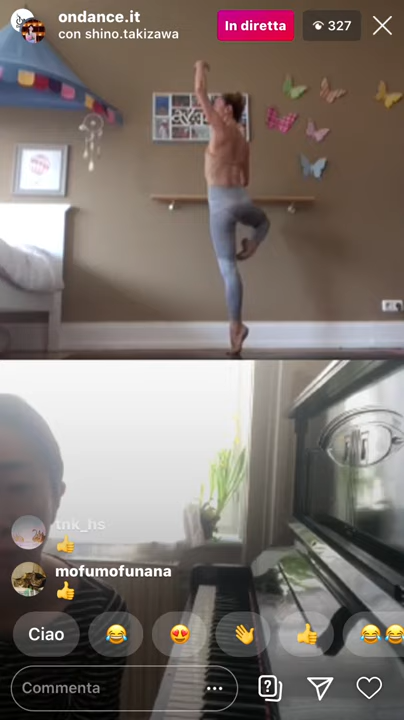 ondance.it
con shino.takizawa
In diretta
327
tnk_hs
👍
mofumofunana
👍
Ciao 😂 😍 👋 👍 😂😂
Commenta